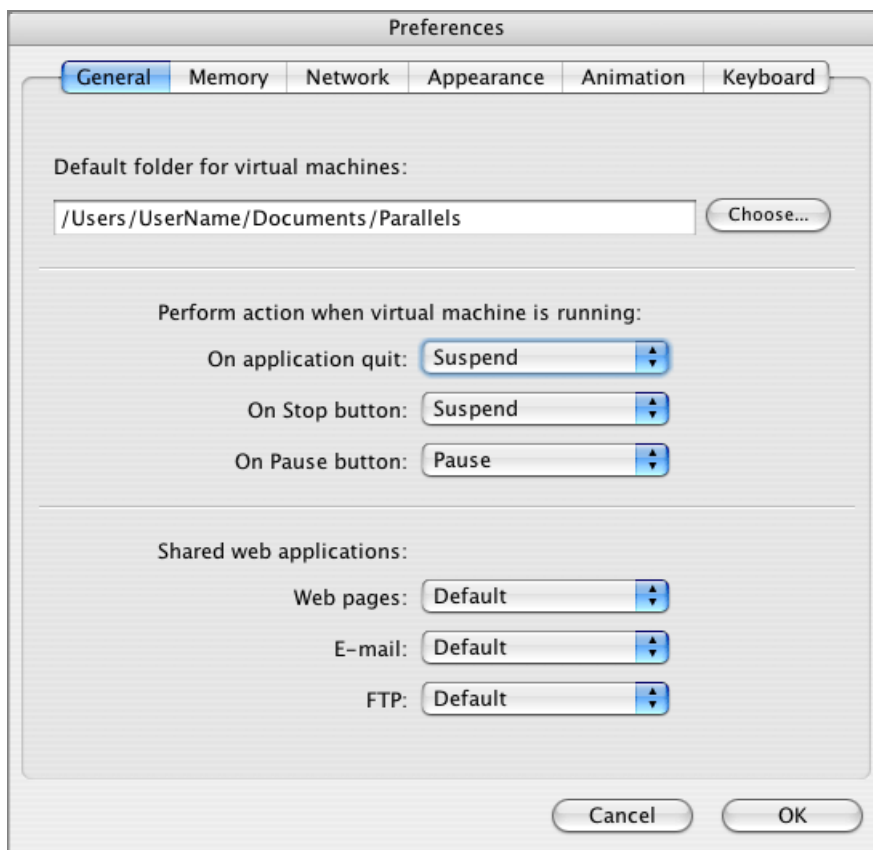 Preferences
General Memory Network Appearance Animation Keyboard
Default folder for virtual machines:
/Users/UserName/Documents/Parallels Choose...
Perform action when virtual machine is running:
On application quit: Suspend
On Stop button: Suspend
On Pause button: Pause
Shared web applications:
Web pages: Default
E-mail: Default
FTP: Default
Cancel OK